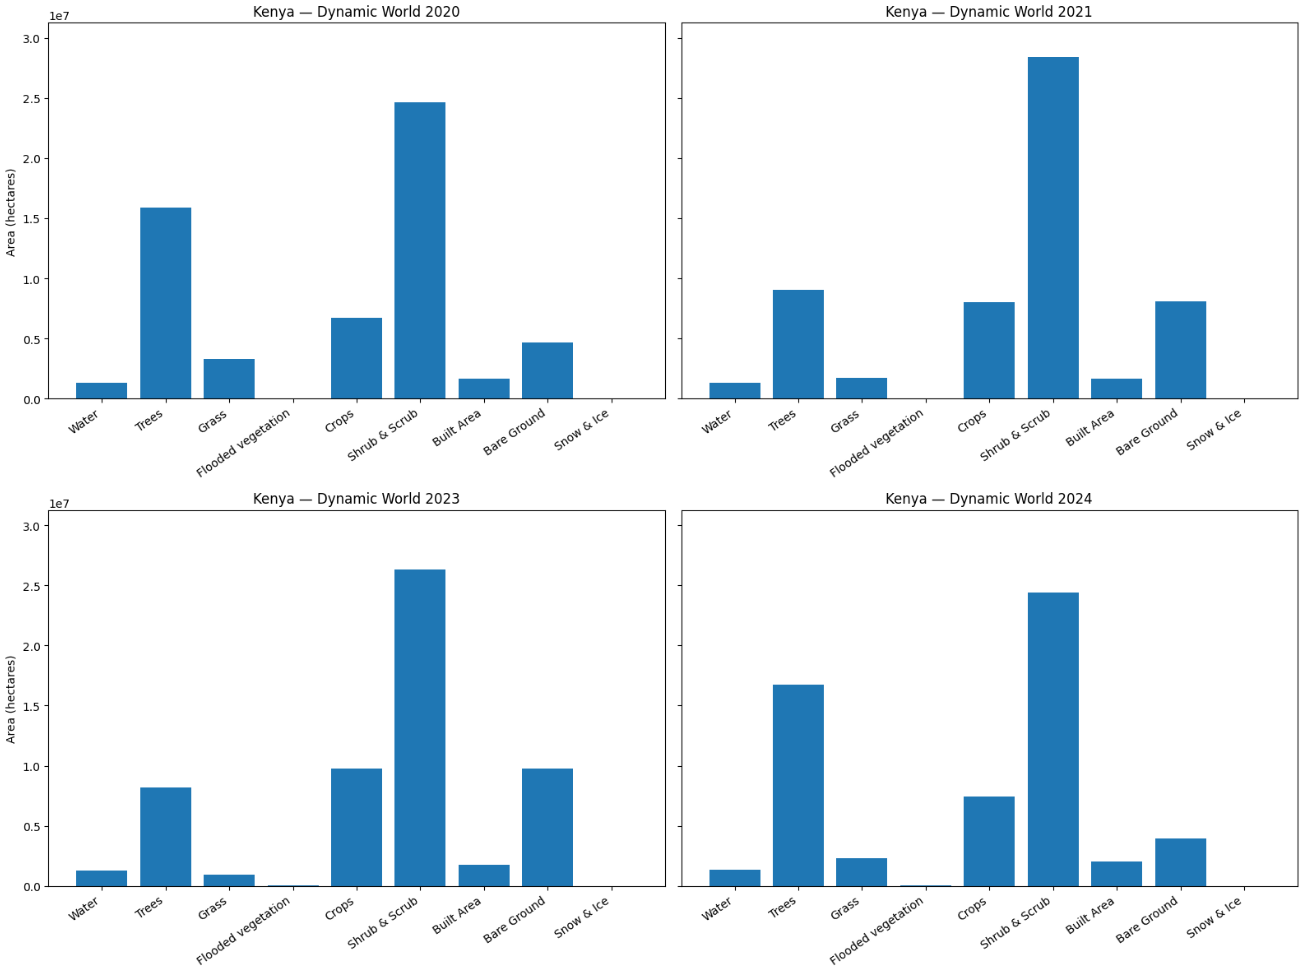 Kenya — Dynamic World 2020
1e7
3.0
2.5
2.0
1.5
1.0
0.5
0.0
Area (hectares)
Water
Trees
Grass
Flooded vegetation
Crops
Shrub & Scrub
Built Area
Bare Ground
Snow & Ice
Kenya — Dynamic World 2021
Water
Trees
Grass
Flooded vegetation
Crops
Shrub & Scrub
Built Area
Bare Ground
Snow & Ice
Kenya — Dynamic World 2023
1e7
3.0
2.5
2.0
1.5
1.0
0.5
0.0
Area (hectares)
Water
Trees
Grass
Flooded vegetation
Crops
Shrub & Scrub
Built Area
Bare Ground
Snow & Ice
Kenya — Dynamic World 2024
Water
Trees
Grass
Flooded vegetation
Crops
Shrub & Scrub
Built Area
Bare Ground
Snow & Ice